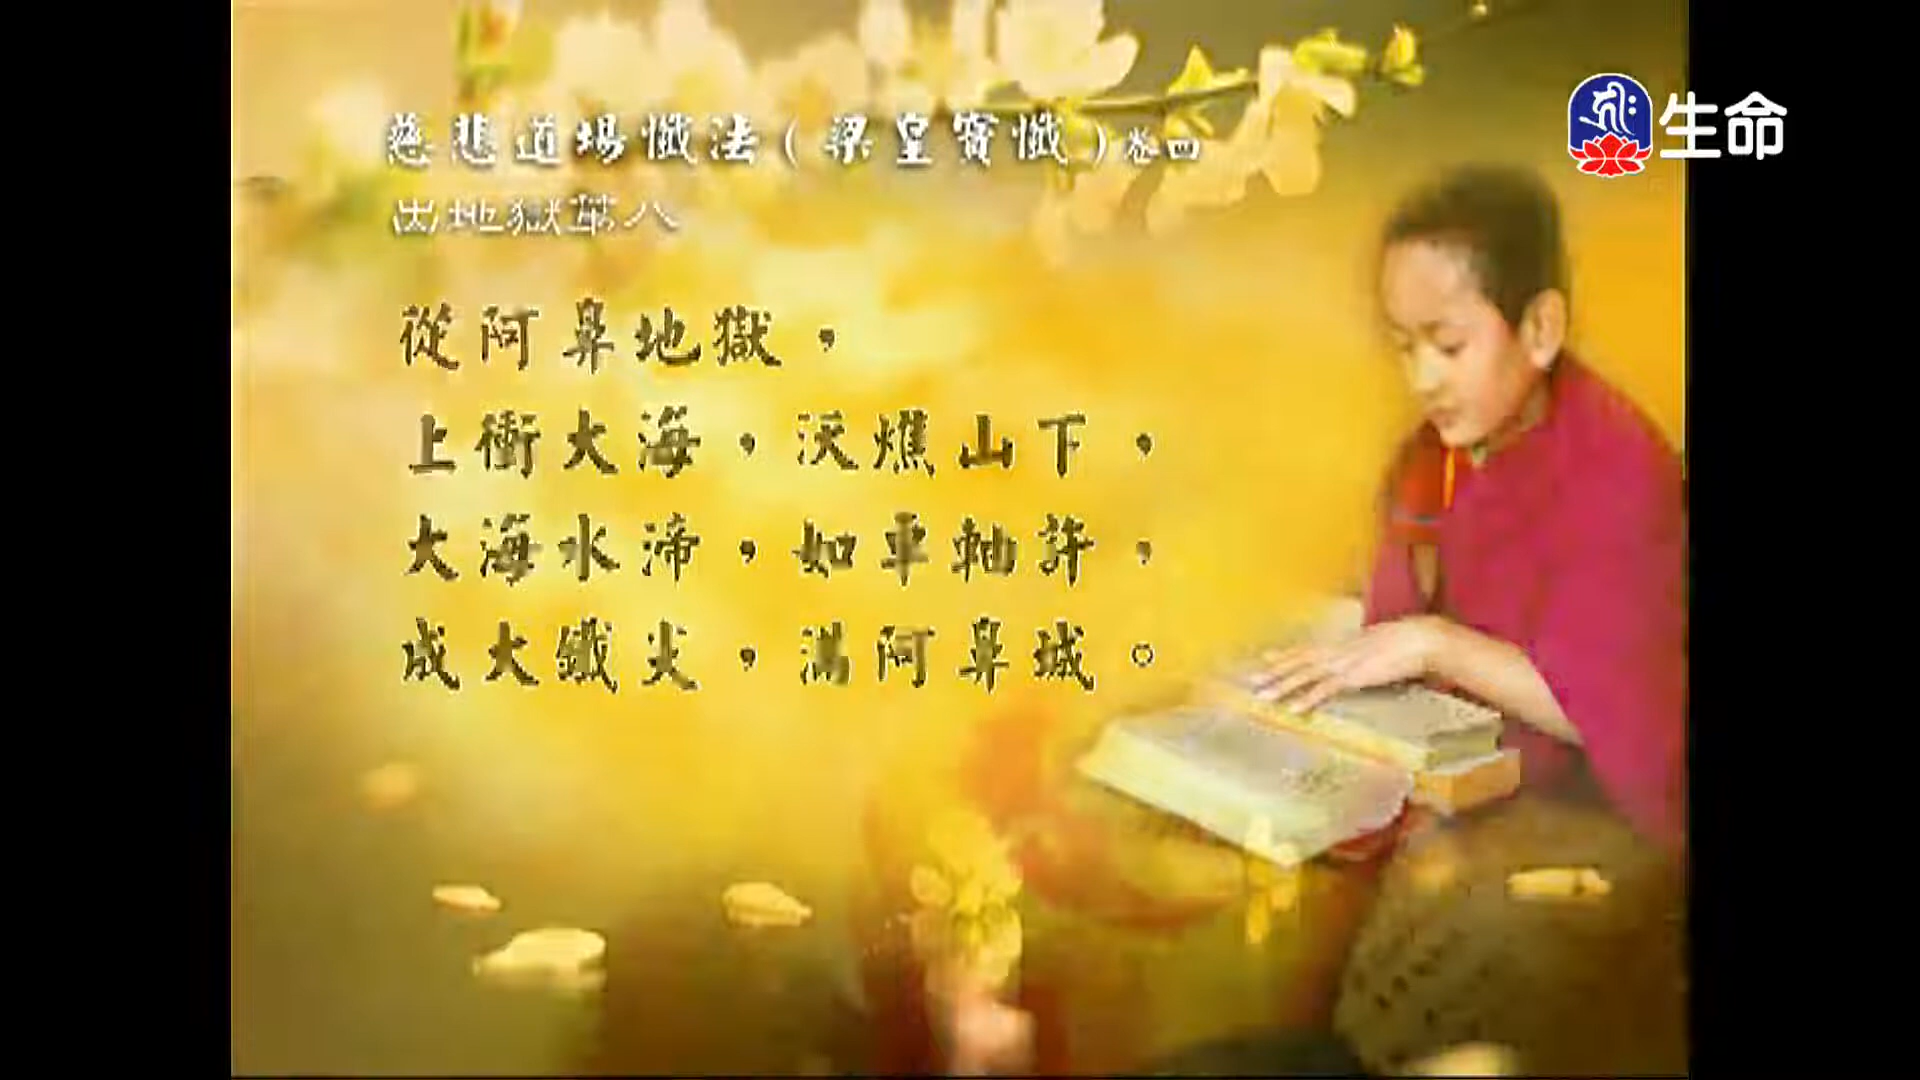 慈悲道場懺法(梁皇寶懺)卷四
出地獄第八
生命
從阿鼻地獄,
上衝大海,沃燋山下,
大海水渧,如車軸許,
成大鐵尖,滿阿鼻城。